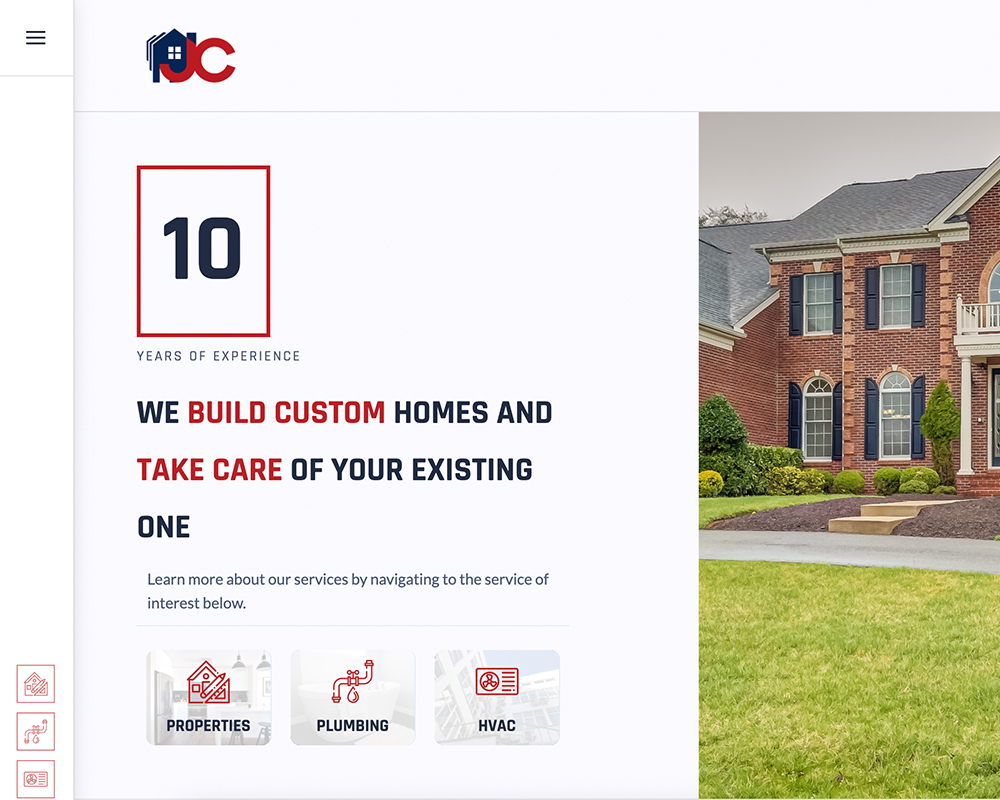 JC
10
YEARS OF EXPERIENCE
WE BUILD CUSTOM HOMES AND
TAKE CARE OF YOUR EXISTING
ONE
Learn more about our services by navigating to the service of
interest below.
PROPERTIES
PLUMBING
HVAC